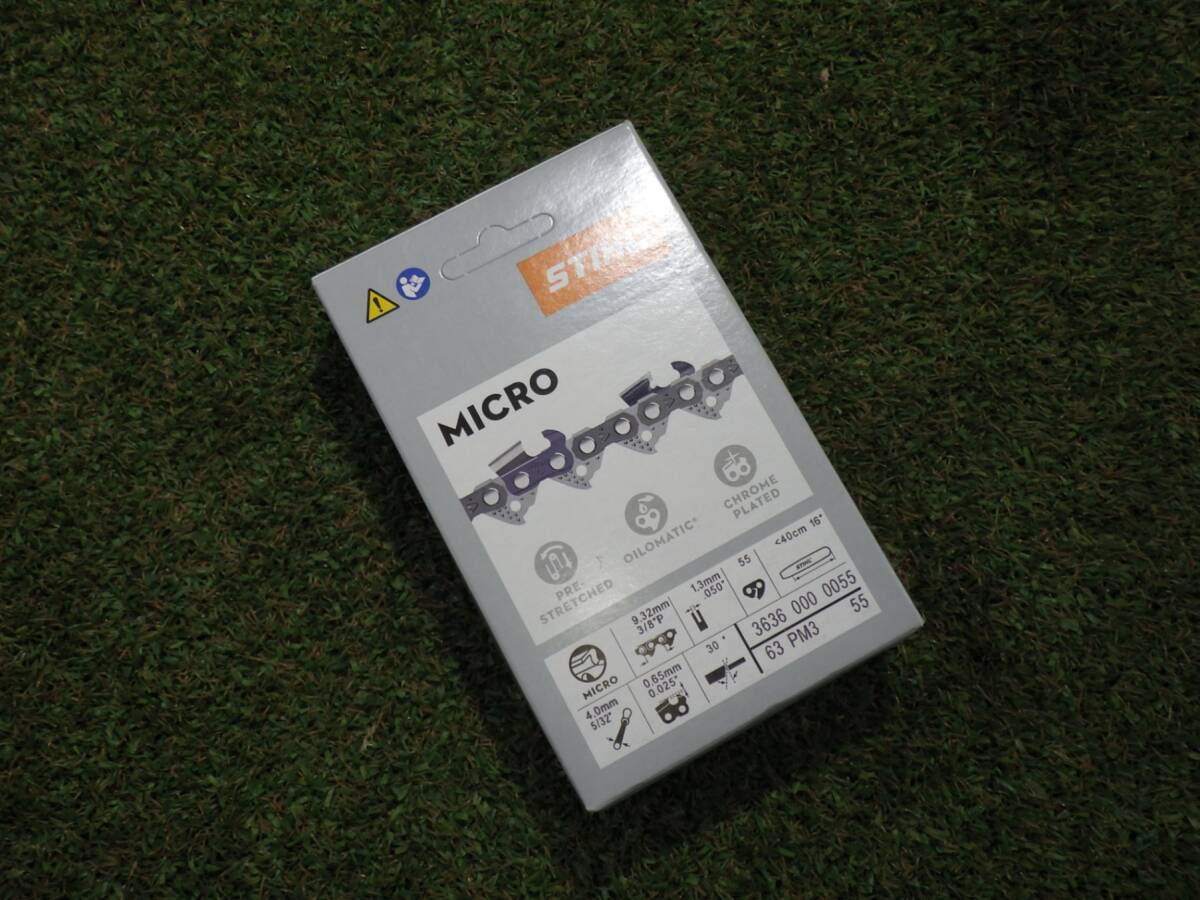 STIHL
MICRO
PRE-
STRETCHED
OILOMATIC®
CHROME
PLATED
MICRO
9.32mm
3/8"P
1.3mm
.050"
55
<40cm 16"
STIHL
4.0mm
5/32"
0.65mm
0.025"
30 °
3636 000 0055
63 PM3 55